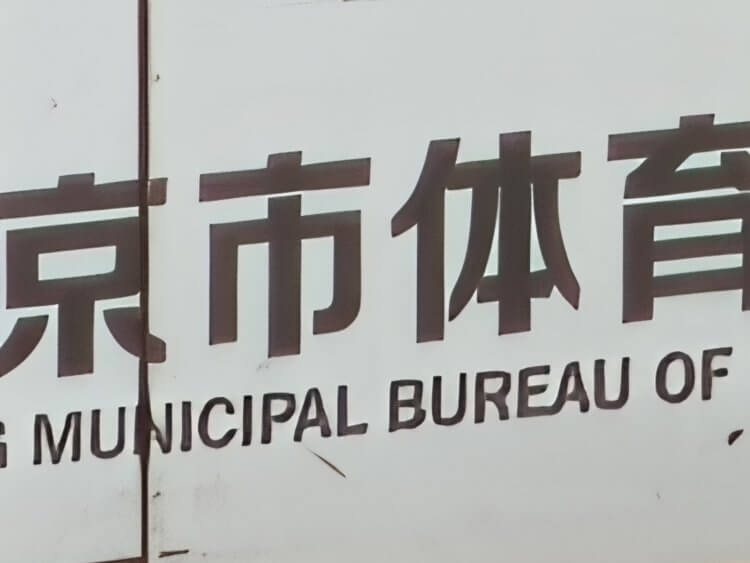 京市体育
G MUNICIPAL BUREAU OF